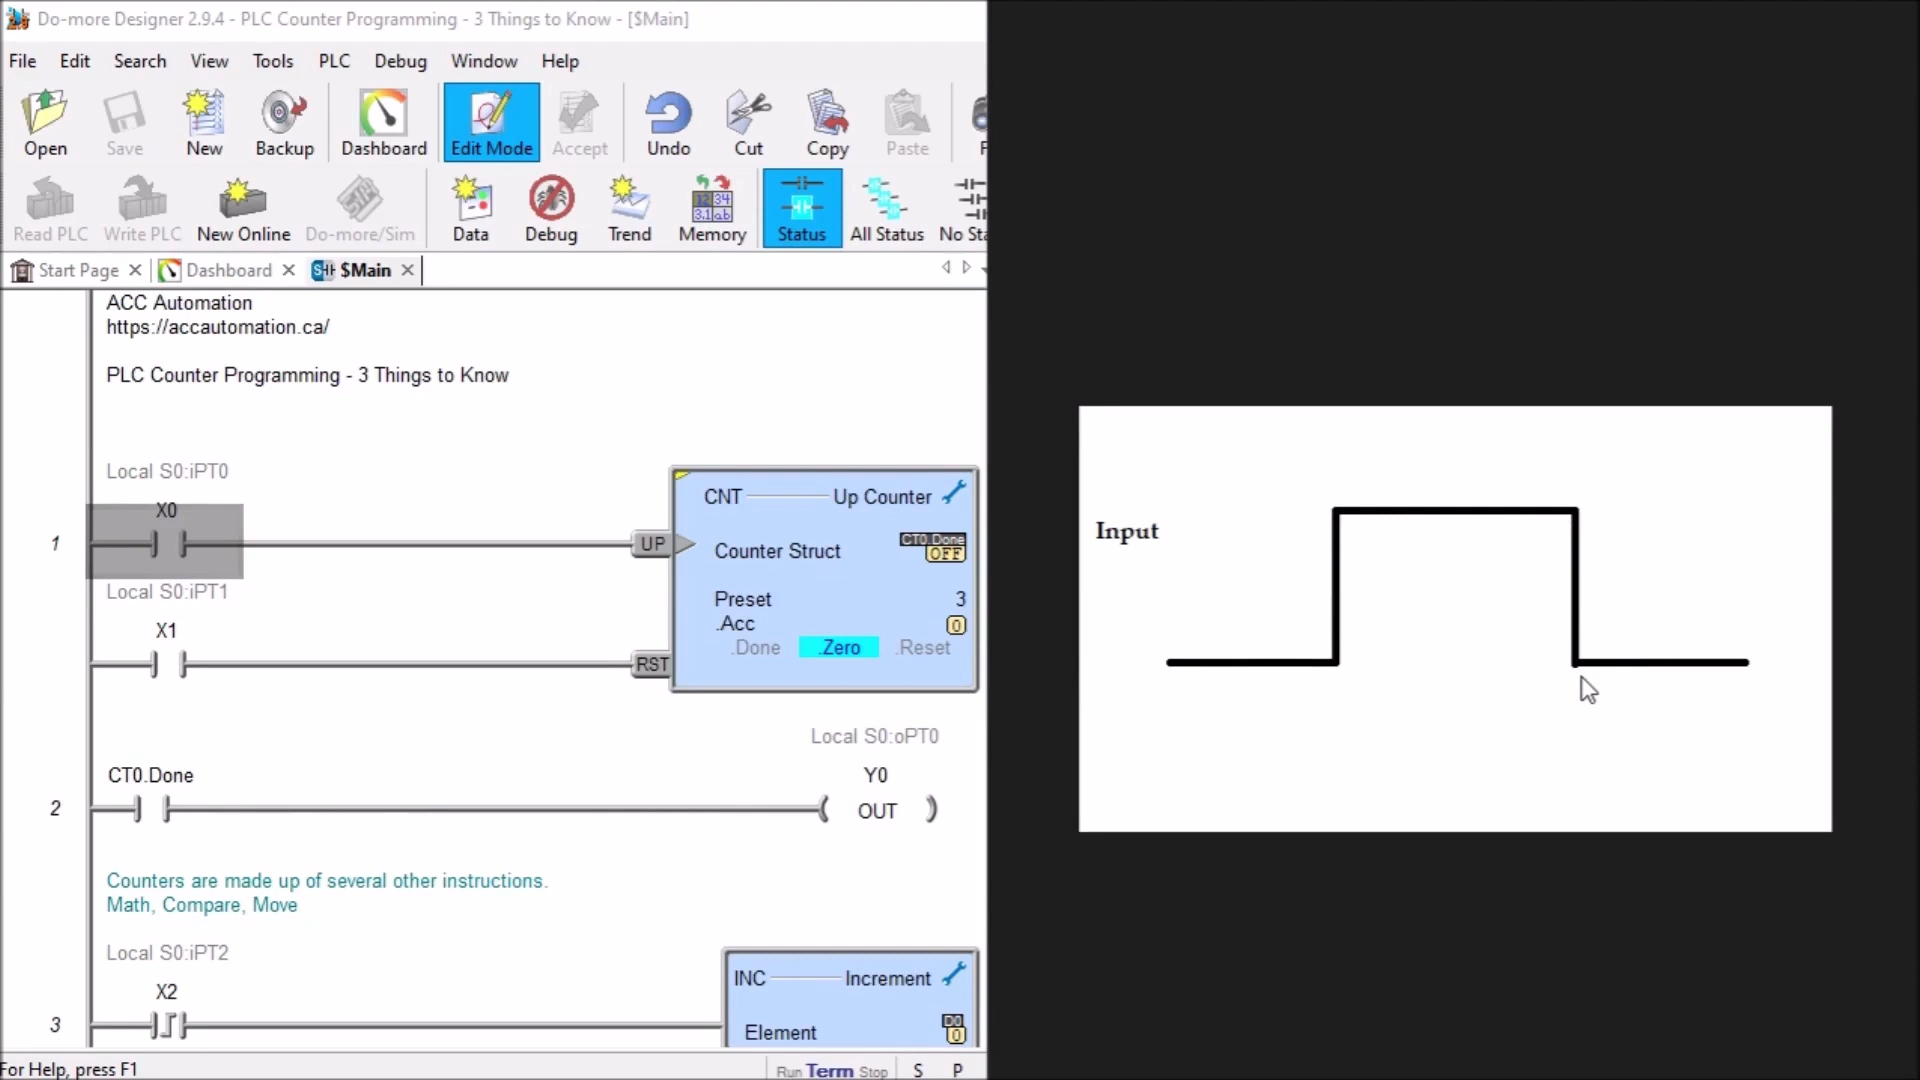 Do-more Designer 2.9.4 - PLC Counter Programming - 3 Things to Know - [$Main]
File Edit Search View Tools PLC Debug Window Help
Open Save New Backup Dashboard Edit Mode Accept Undo Cut Copy Paste
Read PLC Write PLC New Online Do-more/Sim Data Debug Trend Memory Status All Status No Sta
Start Page Dashboard $Main
ACC Automation
https://accautomation.ca/
PLC Counter Programming - 3 Things to Know
Local S0:iPT0
X0
1
UP
CNT Up Counter
Counter Struct CT0.Done
OFF
Preset 3
.Acc 0
.Done .Zero .Reset
Local S0:iPT1
X1
RST
Local S0:oPT0
CT0.Done Y0
2 OUT
Counters are made up of several other instructions.
Math, Compare, Move
Local S0:iPT2
X2
3
INC Increment
Element D0
0
For Help, press F1 Run Term Stop S P
Input